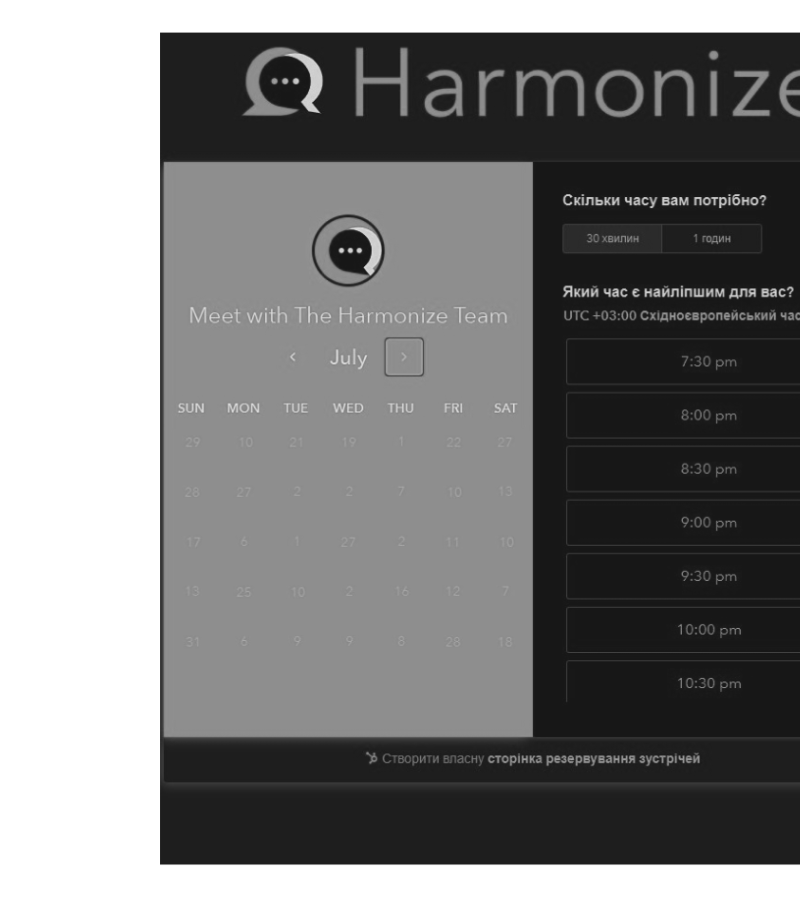 Harmonize
Meet with The Harmonize Team
July
SUN MON TUE WED THU FRI SAT
29 10 21 19 1 22 27
28 27 2 2 7 10 13
17 6 1 27 2 11 10
13 25 10 2 16 12 7
31 6 9 9 8 28 18
Скільки часу вам потрібно?
30 хвилин 1 годин
Який час є найліпшим для вас?
UTC +03:00 Східноєвропейський час
7:30 pm
8:00 pm
8:30 pm
9:00 pm
9:30 pm
10:00 pm
10:30 pm
Створити власну сторінка резервування зустрічей